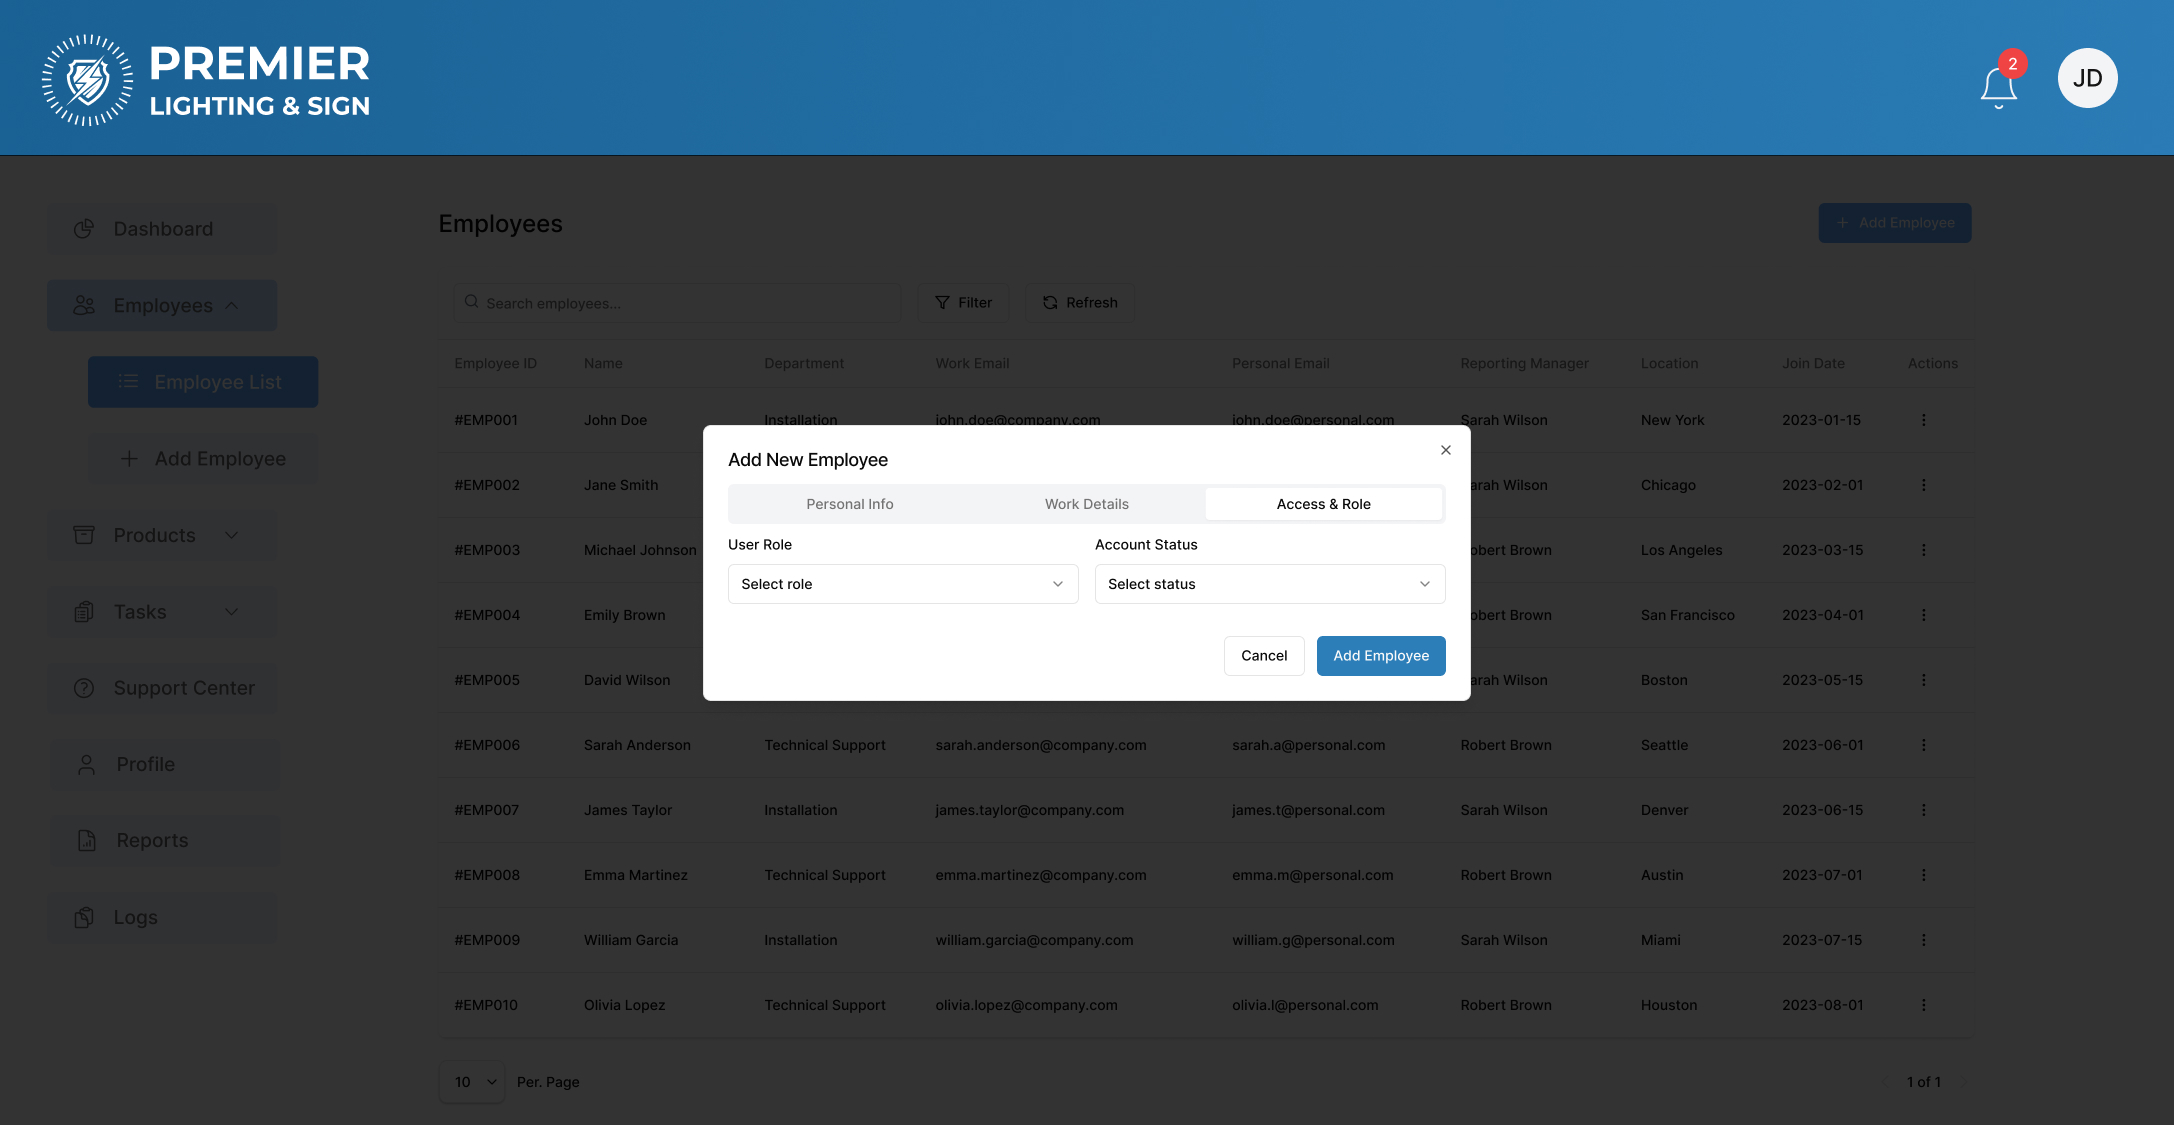 PREMIER
LIGHTING & SIGN
2
JD
Dashboard
Employees
Employee List
Add Employee
Products
Tasks
Support Center
Profile
Reports
Logs
Employees
Add Employee
Search employees...
Filter
Refresh
Employee ID Name Department Work Email Personal Email Reporting Manager Location Join Date Actions
#EMP001 John Doe Installation john.doe@company.com john.doe@personal.com Sarah Wilson New York 2023-01-15
#EMP002 Jane Smith Chicago 2023-02-01
#EMP003 Michael Johnson Brown Los Angeles 2023-03-15
#EMP004 Emily Brown Brown San Francisco 2023-04-01
#EMP005 David Wilson Wilson Boston 2023-05-15
#EMP006 Sarah Anderson Technical Support sarah.anderson@company.com sarah.a@personal.com Robert Brown Seattle 2023-06-01
#EMP007 James Taylor Installation james.taylor@company.com james.t@personal.com Sarah Wilson Denver 2023-06-15
#EMP008 Emma Martinez Technical Support emma.martinez@company.com emma.m@personal.com Robert Brown Austin 2023-07-01
#EMP009 William Garcia Installation william.garcia@company.com william.g@personal.com Sarah Wilson Miami 2023-07-15
#EMP010 Olivia Lopez Technical Support olivia.lopez@company.com olivia.l@personal.com Robert Brown Houston 2023-08-01
10 Per. Page
1 of 1
Add New Employee
Personal Info Work Details Access & Role
User Role Account Status
Select role Select status
Cancel Add Employee